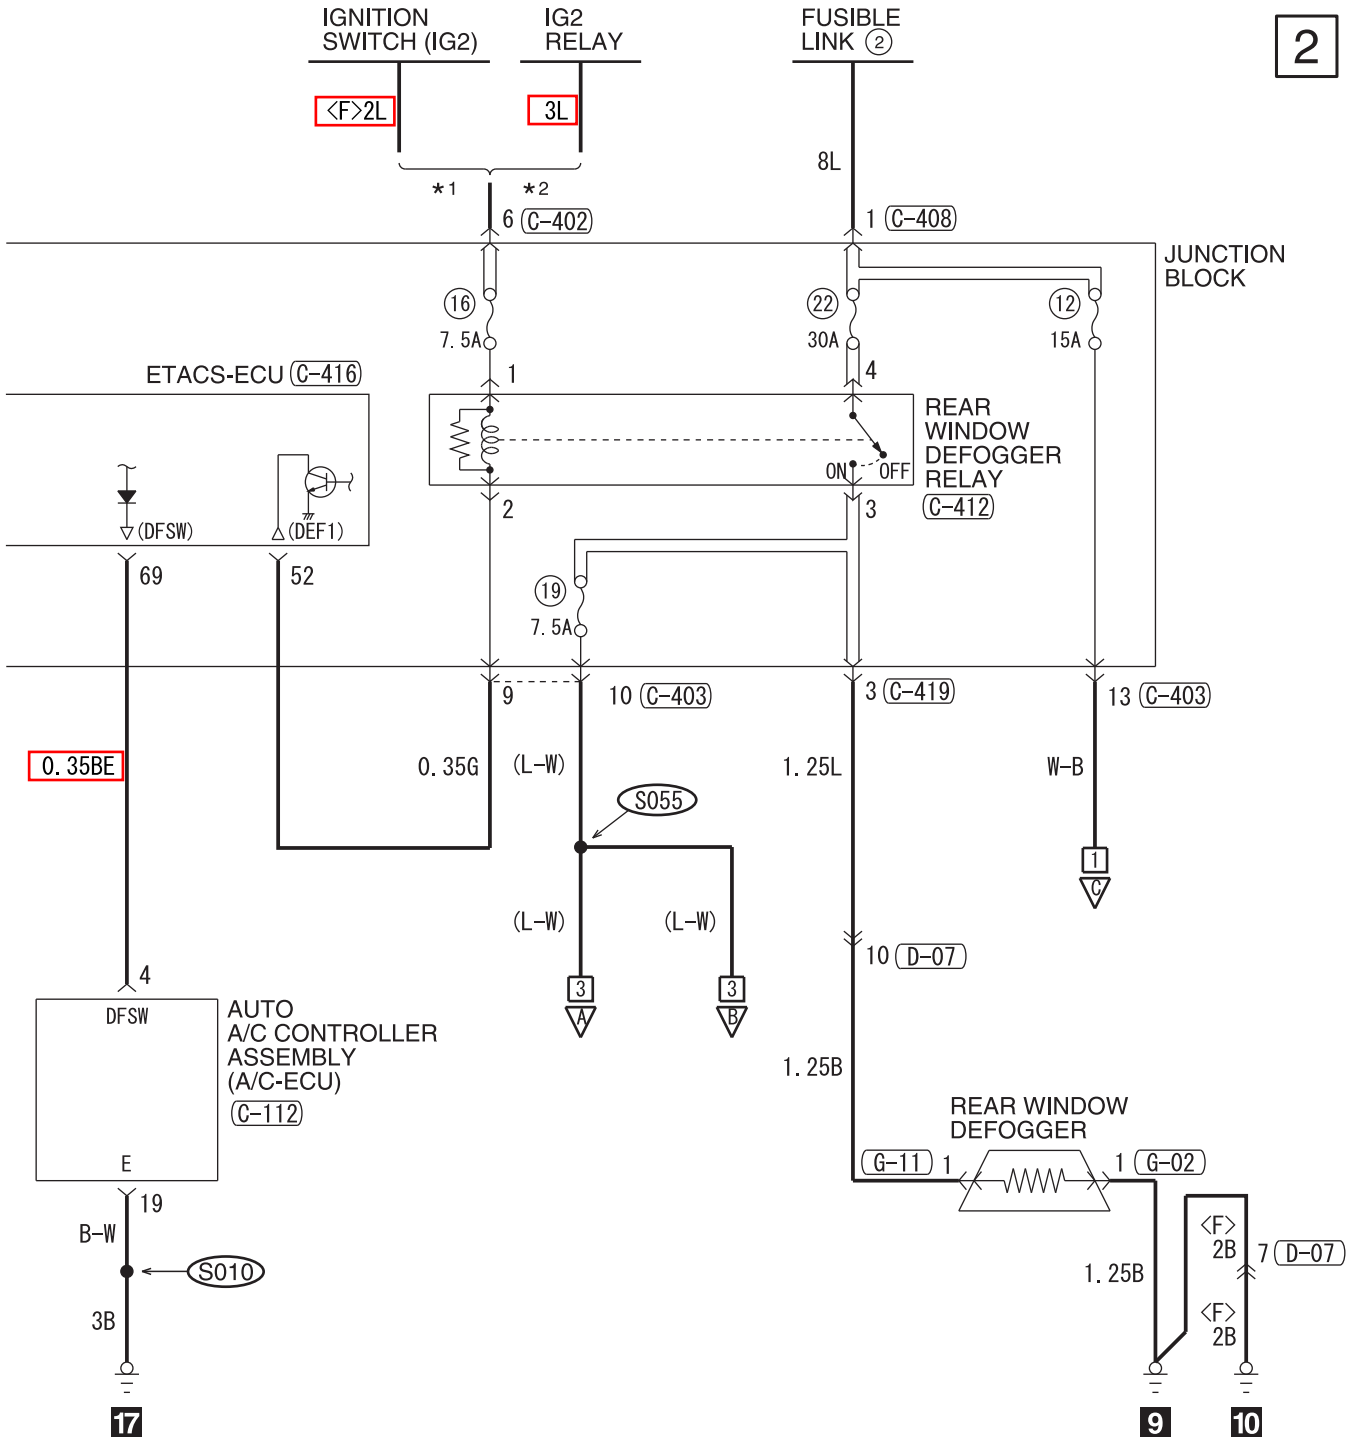 IGNITION
SWITCH (IG2)
IG2
RELAY
FUSIBLE
LINK ②
2
<F>2L
3L
8L
*1
*2
6 C-402
1 C-408
JUNCTION
BLOCK
16
7.5A
22
30A
12
15A
ETACS-ECU C-416
1
4
REAR
WINDOW
DEFOGGER
RELAY
C-412
ON
OFF
(DFSW)
(DEF1)
2
3
69
52
19
7.5A
9
10 C-403
3 C-419
13 C-403
0.35BE
0.35G
(L-W)
1.25L
W-B
S055
1
C
(L-W)
(L-W)
10 D-07
4
3
A
3
B
DFSW
AUTO
A/C CONTROLLER
ASSEMBLY
(A/C-ECU)
C-112
E
1.25B
REAR WINDOW
DEFOGGER
G-11 1
1 G-02
19
B-W
S010
3B
17
<F>
2B
7 D-07
1.25B
<F>
2B
9
10